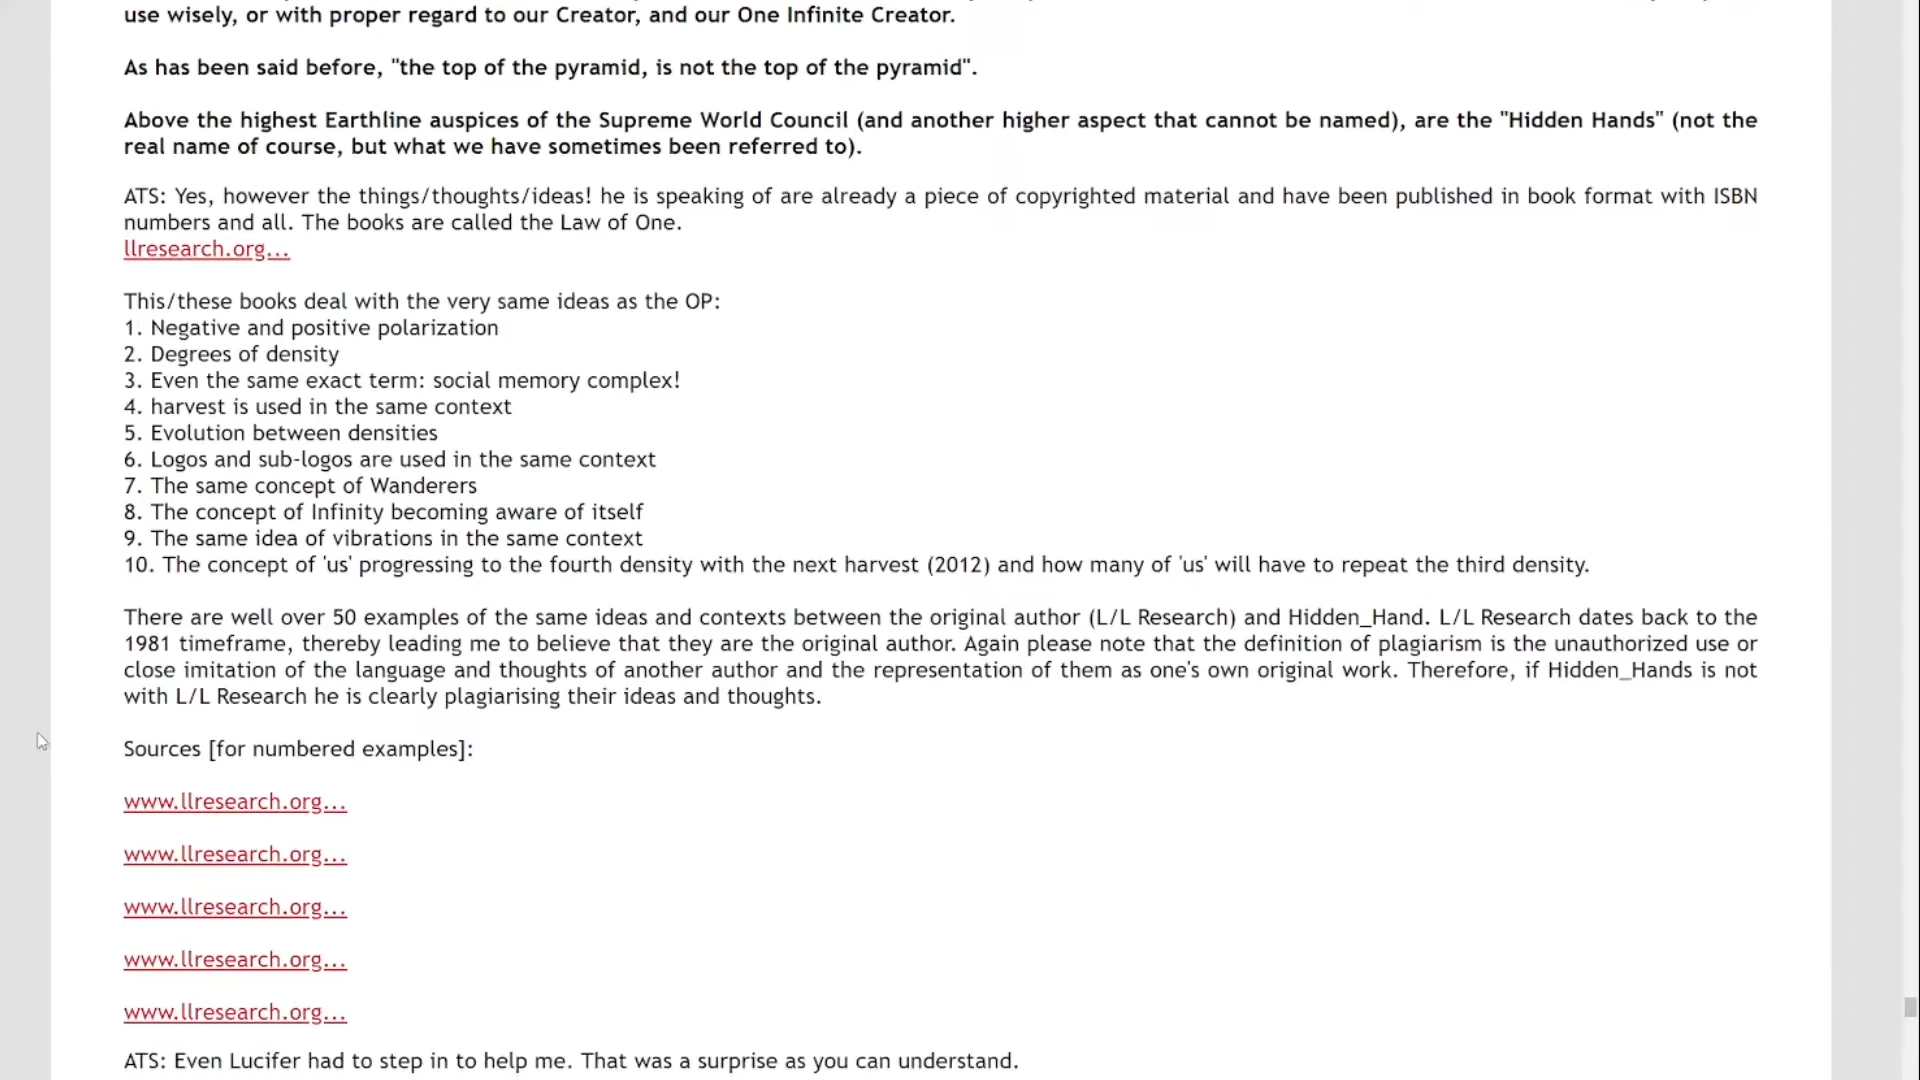 use wisely, or with proper regard to our Creator, and our One Infinite Creator.
As has been said before, "the top of the pyramid, is not the top of the pyramid".
Above the highest Earthline auspices of the Supreme World Council (and another higher aspect that cannot be named), are the "Hidden Hands" (not the
real name of course, but what we have sometimes been referred to).
ATS: Yes, however the things/thoughts/ideas! he is speaking of are already a piece of copyrighted material and have been published in book format with ISBN
numbers and all. The books are called the Law of One.
llresearch.org...
This/these books deal with the very same ideas as the OP:
1. Negative and positive polarization
2. Degrees of density
3. Even the same exact term: social memory complex!
4. harvest is used in the same context
5. Evolution between densities
6. Logos and sub-logos are used in the same context
7. The same concept of Wanderers
8. The concept of Infinity becoming aware of itself
9. The same idea of vibrations in the same context
10. The concept of 'us' progressing to the fourth density with the next harvest (2012) and how many of 'us' will have to repeat the third density.
There are well over 50 examples of the same ideas and contexts between the original author (L/L Research) and Hidden_Hand. L/L Research dates back to the
1981 timeframe, thereby leading me to believe that they are the original author. Again please note that the definition of plagiarism is the unauthorized use or
close imitation of the language and thoughts of another author and the representation of them as one's own original work. Therefore, if Hidden_Hands is not
with L/L Research he is clearly plagiarising their ideas and thoughts.
Sources [for numbered examples]:
www.llresearch.org...
www.llresearch.org...
www.llresearch.org...
www.llresearch.org...
www.llresearch.org...
ATS: Even Lucifer had to step in to help me. That was a surprise as you can understand.